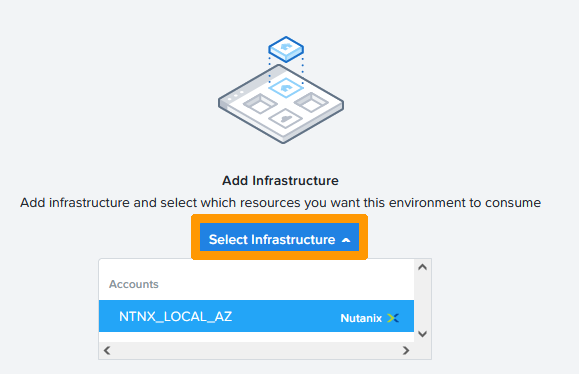 Add Infrastructure
Add infrastructure and select which resources you want this environment to consume
Select Infrastructure
Accounts
NTNX_LOCAL_AZ Nutanix